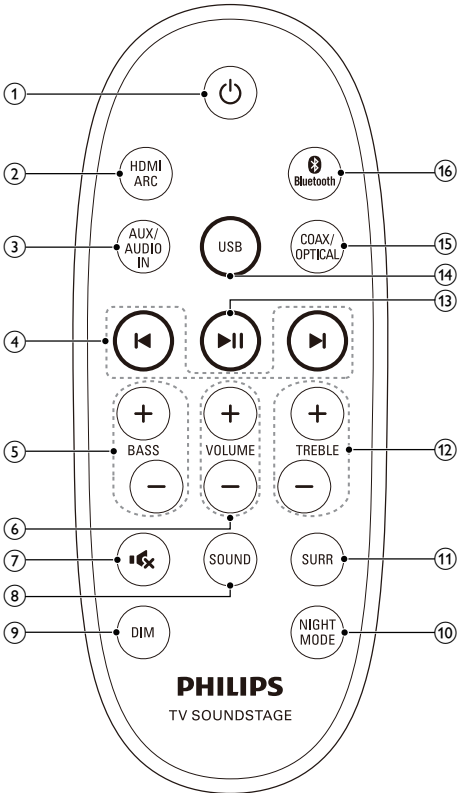 1
2
HDMI
ARC
Bluetooth
16
3
AUX/
AUDIO
IN
USB
COAX/
OPTICAL
15
14
13
4
5
BASS
VOLUME
TREBLE
12
6
7
SOUND
SURR
11
8
9
DIM
NIGHT
MODE
10
PHILIPS
TV SOUNDSTAGE